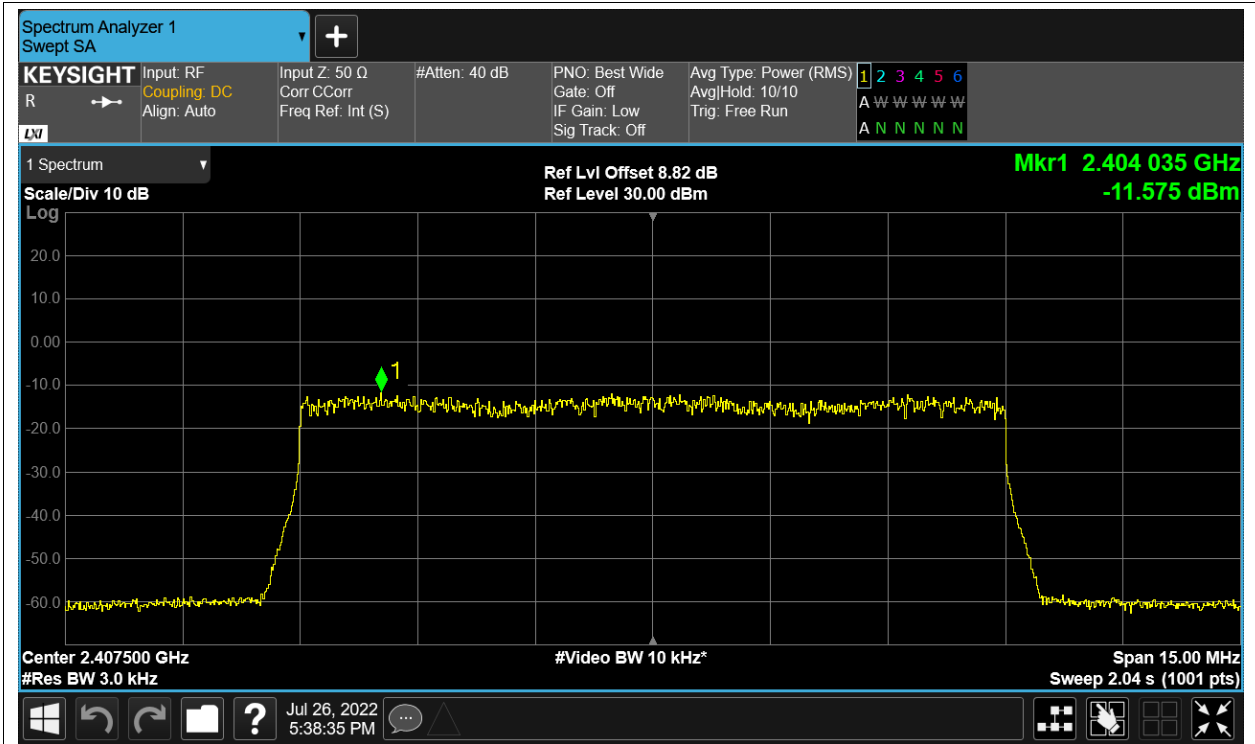 Spectrum Analyzer 1
Swept SA
KEYSIGHT
R
LXI
Input: RF
Coupling: DC
Align: Auto
Input Z: 50 Ω
Corr CCorr
Freq Ref: Int (S)
#Atten: 40 dB
PNO: Best Wide
Gate: Off
IF Gain: Low
Sig Track: Off
Avg Type: Power (RMS)
Avg|Hold: 10/10
Trig: Free Run
1 2 3 4 5 6
A W W W W W
A N N N N N
1 Spectrum
Scale/Div 10 dB
Log
Ref Lvl Offset 8.82 dB
Ref Level 30.00 dBm
Mkr1 2.404 035 GHz
-11.575 dBm
20.0
10.0
0.00
-10.0
-20.0
-30.0
-40.0
-50.0
-60.0
1
Center 2.407500 GHz
#Res BW 3.0 kHz
#Video BW 10 kHz*
Span 15.00 MHz
Sweep 2.04 s (1001 pts)
?
Jul 26, 2022
5:38:35 PM